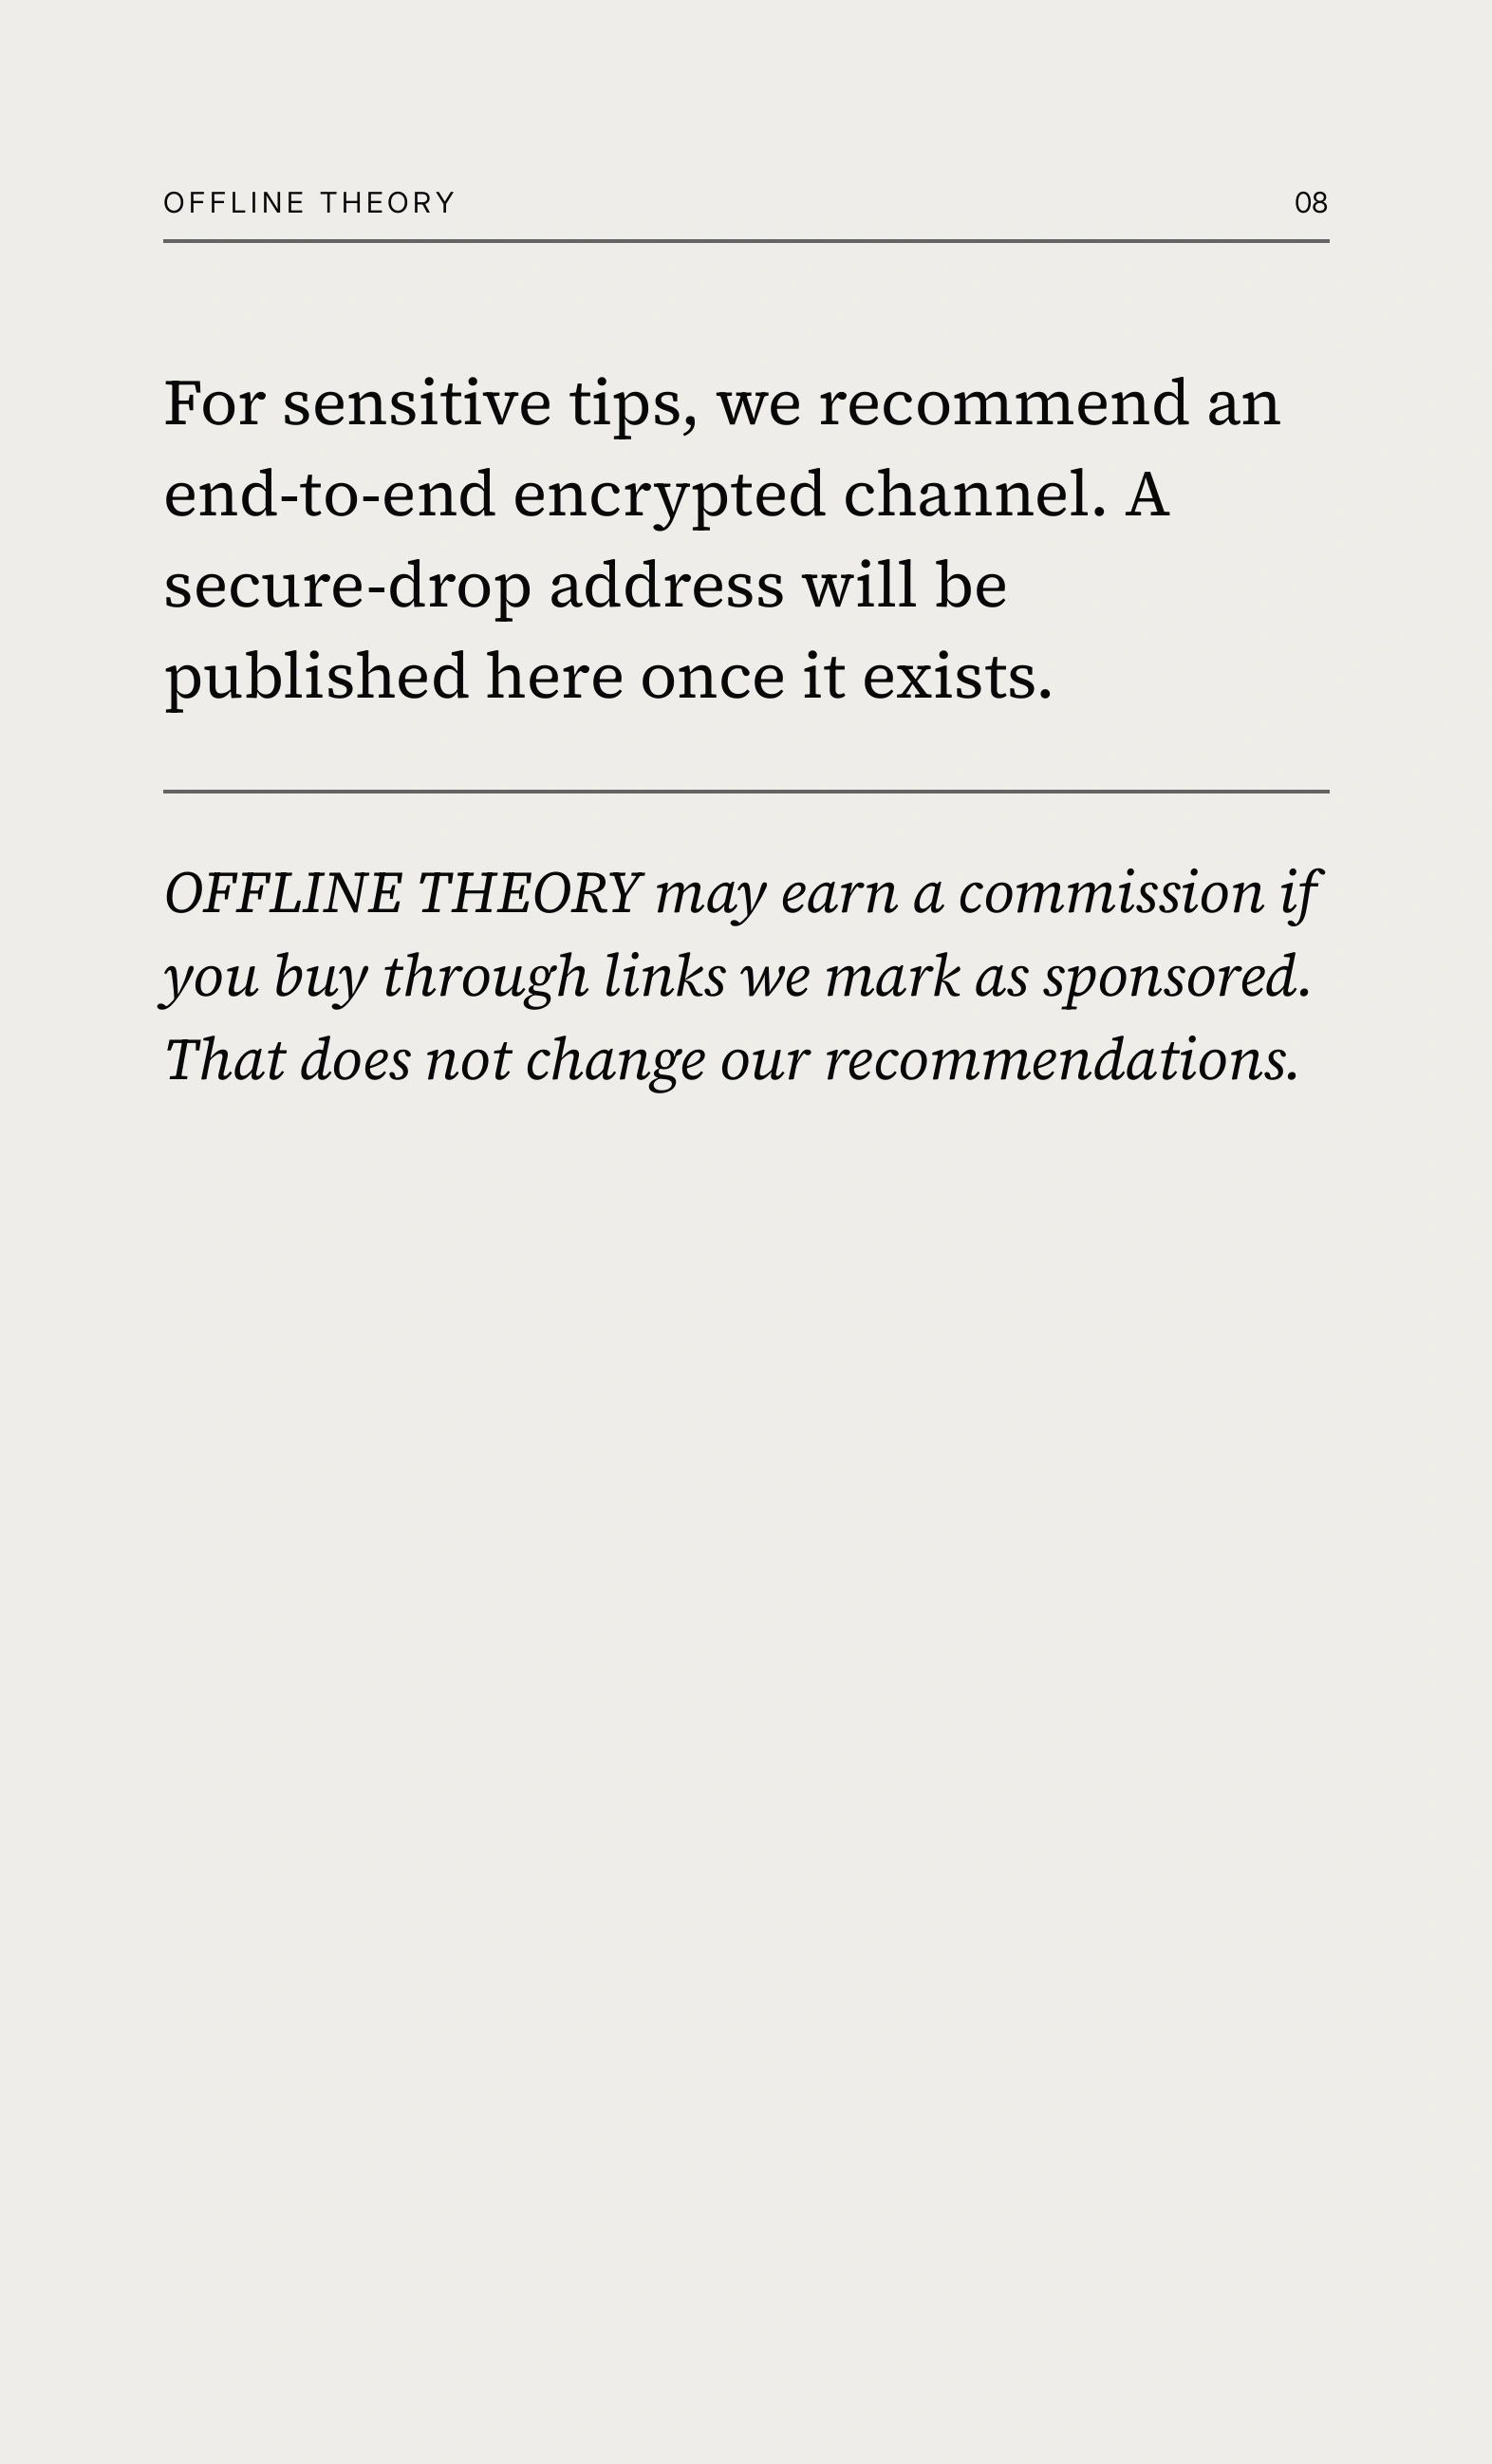 OFFLINE THEORY 08
For sensitive tips, we recommend an
end-to-end encrypted channel. A
secure-drop address will be
published here once it exists.
OFFLINE THEORY may earn a commission if
you buy through links we mark as sponsored.
That does not change our recommendations.